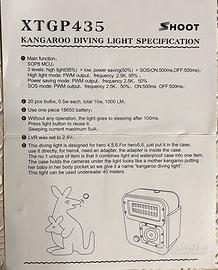 XTGP435
SHOOT
KANGAROO DIVING LIGHT SPECIFICATION
Main function:
SOP8 MCU.
3 levels: high light(95%) > low, power saving(50%) > SOS(ON:500ms,OFF:500ms).
High light mode: PWM output, frequency :2.5K, 95%
Power saving mode: PWM output, frequency :2.5K, 50%
SOS mode: PWM output, frequency :2.5K, 50%, ON:500ms, OFF:500ms.
20 pcs bulbs, 0.5w each, total 10w, 1000 LM.
Use one piece 18650 battery.
Without any operation, the light goes to sleeping after 100ms.
Press light button to reuse it.
Sleeping current maximum 5uA.
LVR was set to 2.4V.
This diving light is designed for hero 4,5,6.For hero5,6, just put it in the case,
use it directly, for hero4, need an adapter, the adapter is inside the case.
The no.1 unique of item is that it combines light and waterproof case into one item.
The case holds the cameras under the light looks like a mother kangaroo putting her
baby in her body pocket,so we give it a name "kangaroo diving light"
This light can be used underwater 40 meters.